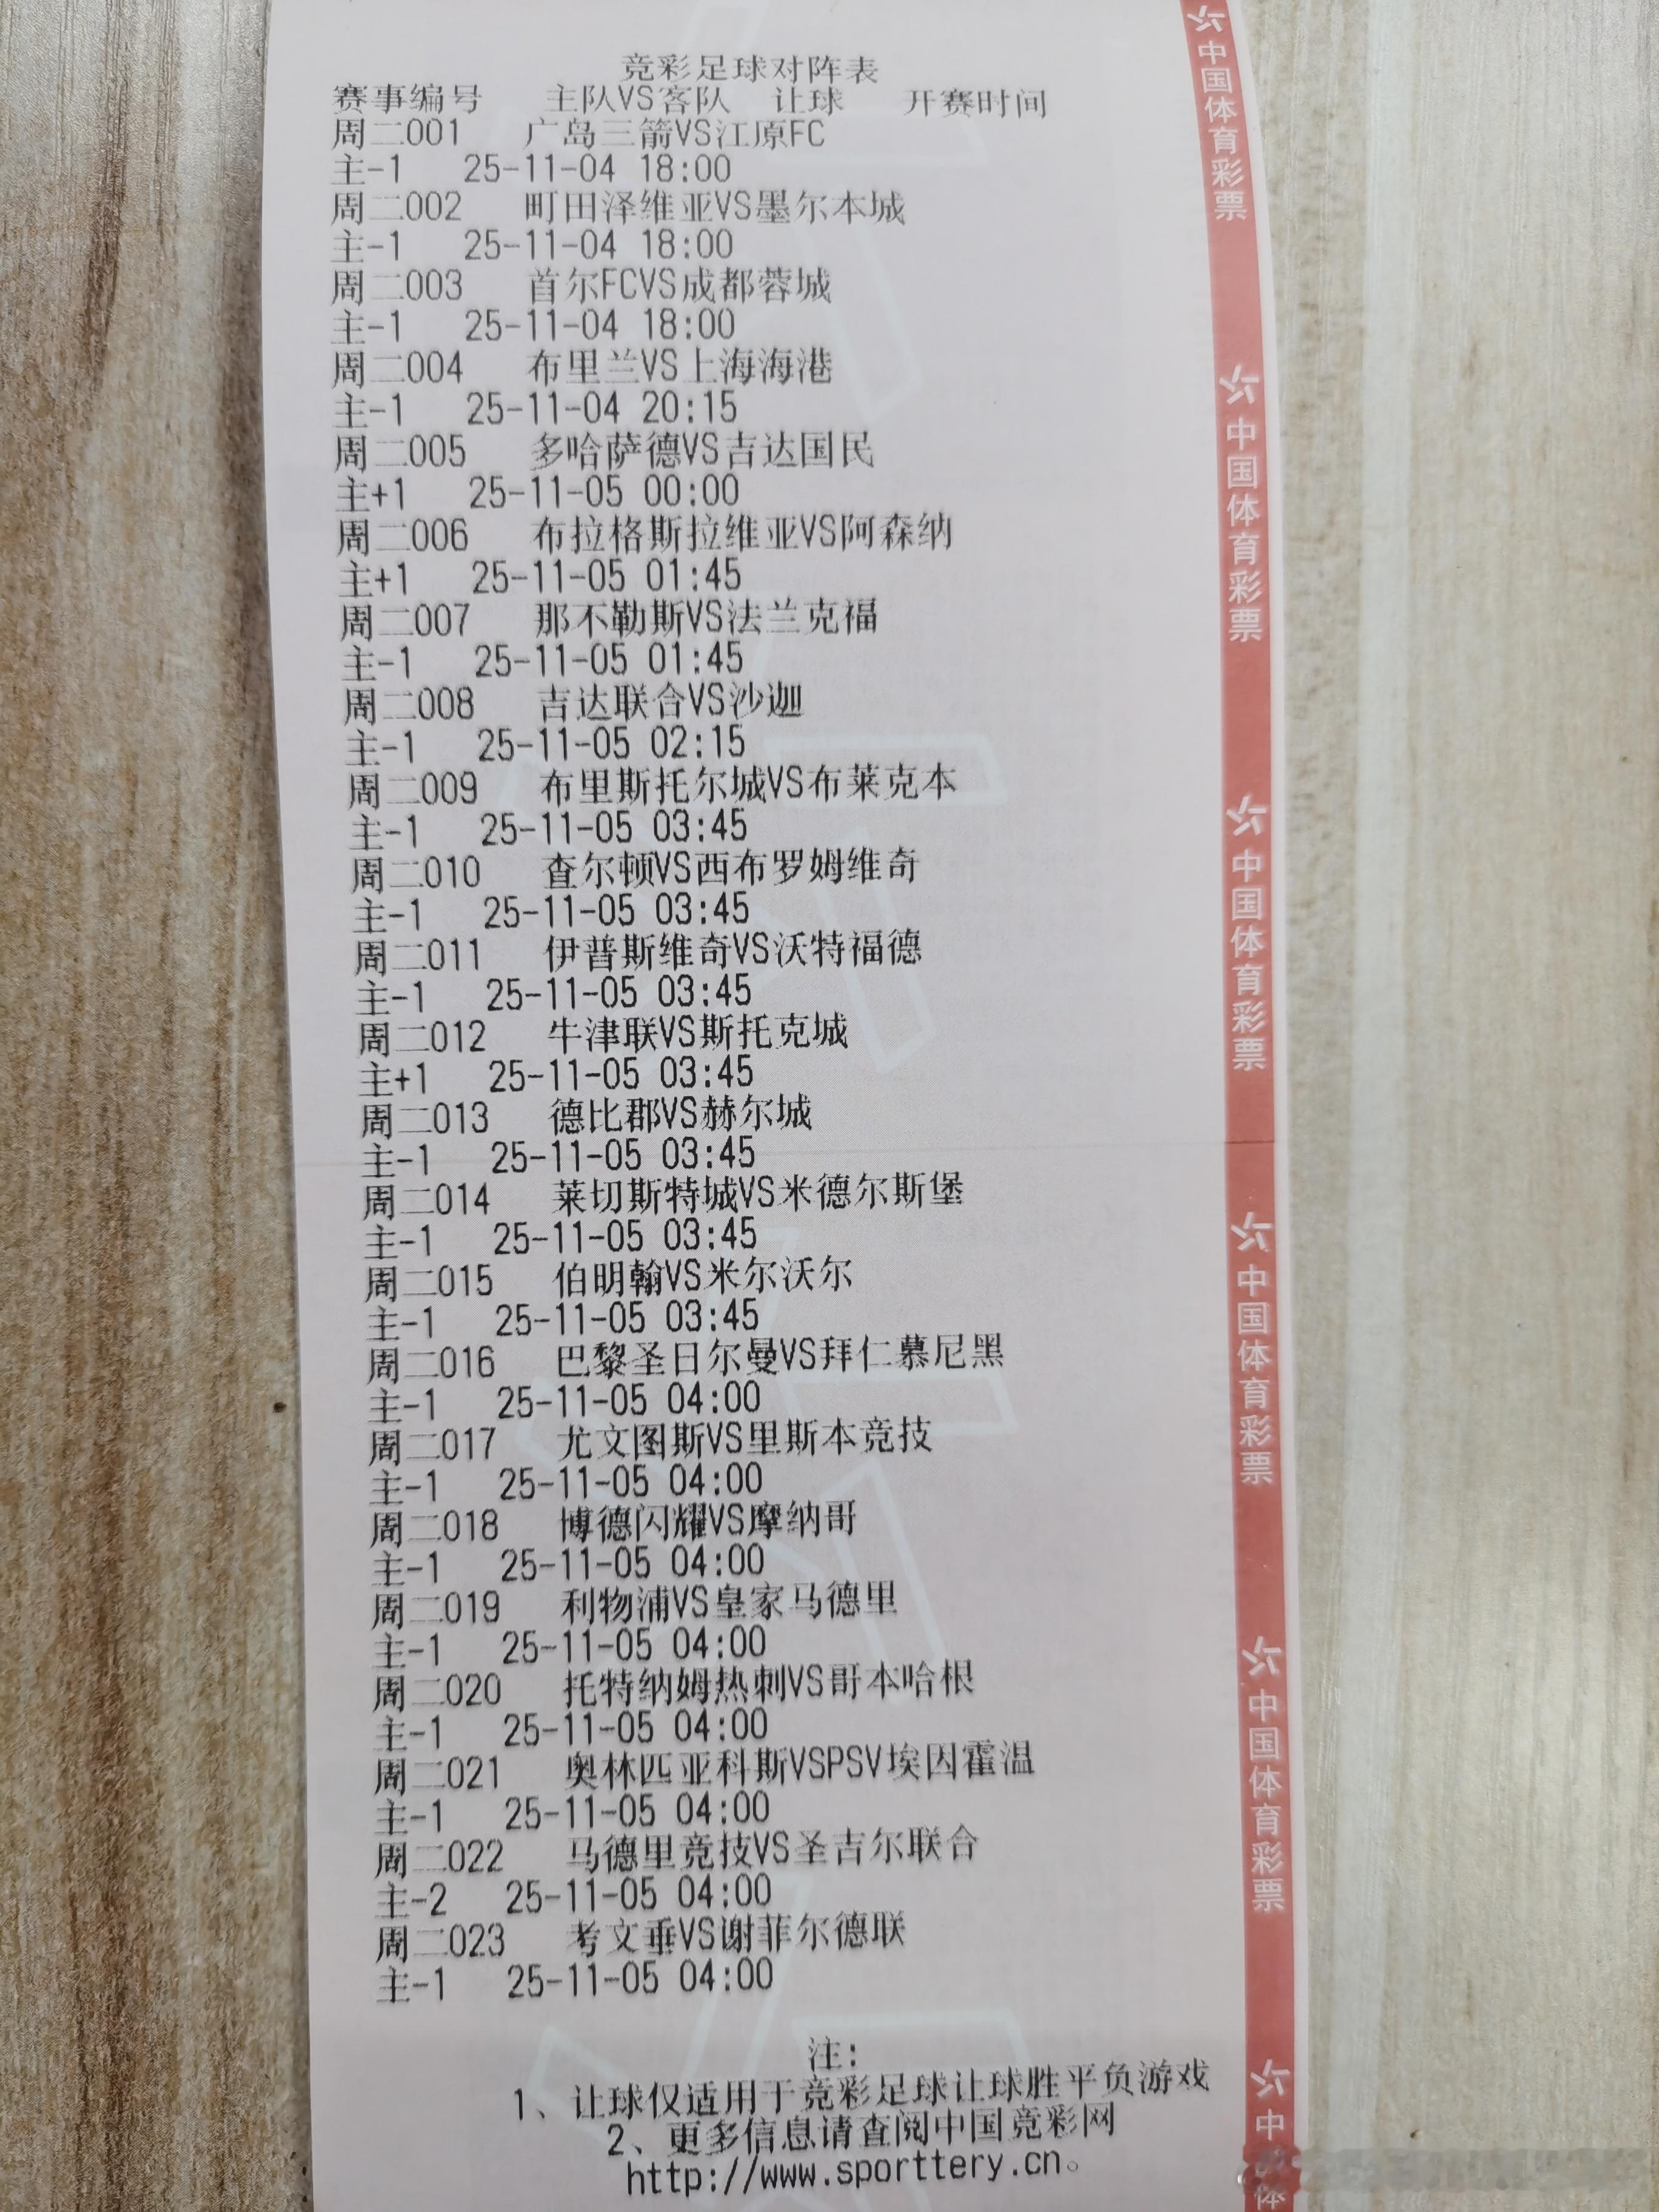 竞彩足球对阵表
赛事编号 主队VS客队 让球 开赛时间
周二001 广岛三箭VS江原FC
主-1 25-11-04 18:00
周二002 町田泽维亚VS墨尔本城
主-1 25-11-04 18:00
周二003 首尔FCVS成都蓉城
主-1 25-11-04 18:00
周二004 布里兰VS上海海港
主-1 25-11-04 20:15
周二005 多哈萨德VS吉达国民
主+1 25-11-05 00:00
周二006 布拉格斯拉维亚VS阿森纳
主+1 25-11-05 01:45
周二007 那不勒斯VS法兰克福
主-1 25-11-05 01:45
周二008 吉达联合VS沙迦
主-1 25-11-05 02:15
周二009 布里斯托尔城VS布莱克本
主-1 25-11-05 03:45
周二010 查尔顿VS西布罗姆维奇
主-1 25-11-05 03:45
周二011 伊普斯维奇VS沃特福德
主-1 25-11-05 03:45
周二012 牛津联VS斯托克城
主+1 25-11-05 03:45
周二013 德比郡VS赫尔城
主-1 25-11-05 03:45
周二014 莱切斯特城VS米德尔斯堡
主-1 25-11-05 03:45
周二015 伯明翰VS米尔沃尔
主-1 25-11-05 03:45
周二016 巴黎圣日尔曼VS拜仁慕尼黑
主-1 25-11-05 04:00
周二017 尤文图斯VS里斯本竞技
主-1 25-11-05 04:00
周二018 博德闪耀VS摩纳哥
主-1 25-11-05 04:00
周二019 利物浦VS皇家马德里
主-1 25-11-05 04:00
周二020 托特纳姆热刺VS哥本哈根
主-1 25-11-05 04:00
周二021 奥林匹亚科斯VSPSV埃因霍温
主-1 25-11-05 04:00
周二022 马德里竞技VS圣吉尔联合
主-2 25-11-05 04:00
周二023 考文垂VS谢菲尔德联
主-1 25-11-05 04:00
注:
1、让球仅适用于竞彩足球让球胜平负游戏
2、更多信息请查阅中国竞彩网
http://www.sporttery.cn。
中国体育彩票
中国体育彩票
中国体育彩票
中国体育彩票
中国体育彩票
中 体